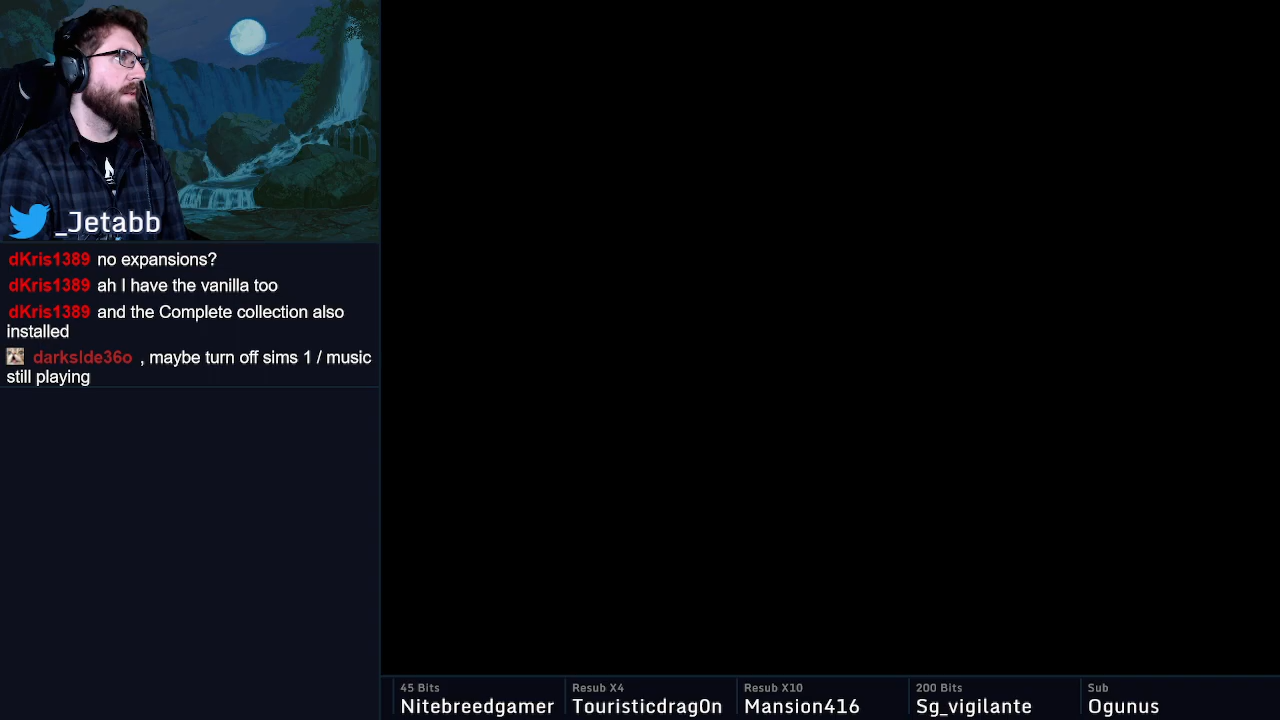 _Jetabb
dKris1389 no expansions?
dKris1389 ah I have the vanilla too
dKris1389 and the Complete collection also
installed
darkslde36o , maybe turn off sims 1 / music
still playing
45 Bits
Nitebreedgamer
Resub X4
Touristicdrag0n
Resub X10
Mansion416
200 Bits
Sg_vigilante
Sub
Ogunus